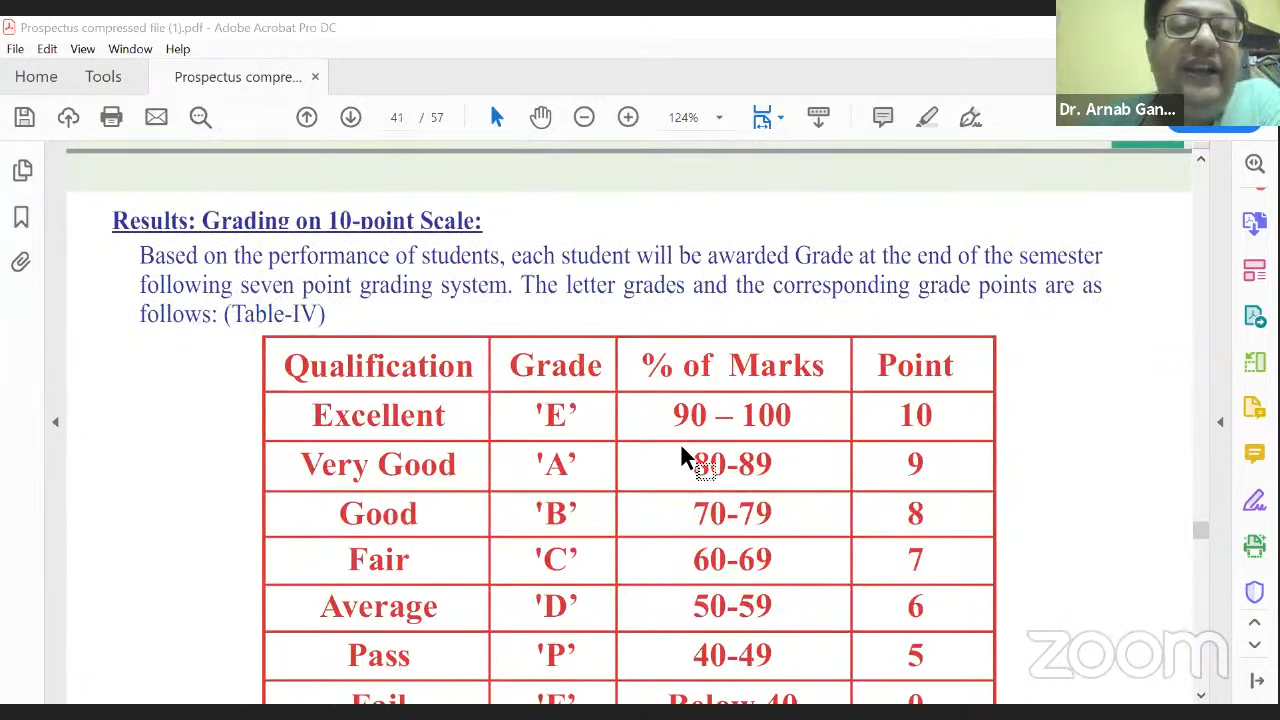 Prospectus compressed file (1).pdf - Adobe Acrobat Pro DC
File Edit View Window Help
Home Tools Prospectus compre... ×
41 / 57 124%
Dr. Arnab Gan...
Results: Grading on 10-point Scale:
Based on the performance of students, each student will be awarded Grade at the end of the semester
following seven point grading system. The letter grades and the corresponding grade points are as
follows: (Table-IV)
Qualification Grade % of Marks Point
Excellent 'E’ 90 – 100 10
Very Good 'A’ 80-89 9
Good 'B’ 70-79 8
Fair 'C’ 60-69 7
Average 'D’ 50-59 6
Pass 'P’ 40-49 5
Fail 'F’ Below 40 0
zoom